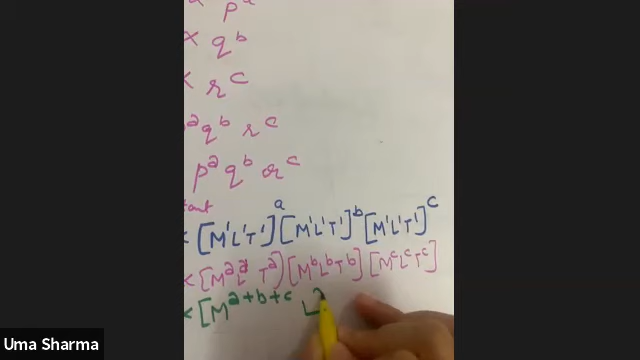 p
∝ q^b
∝ r^c
p^a q^b r^c
p^a q^b r^c
[M¹L¹T¹]^a [M¹L¹T¹]^b [M¹L¹T¹]^c
[M^a L^a T^a] [M^b L^b T^b] [M^c L^c T^c]
[M^a+b+c L
Uma Sharma